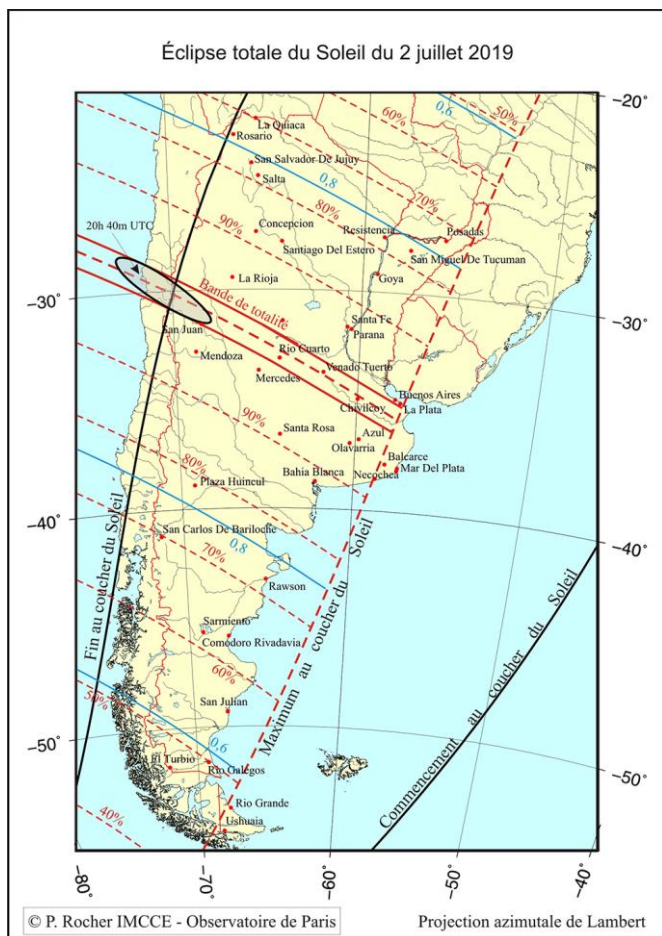 Éclipse totale du Soleil du 2 juillet 2019
−20°
50%
0,6
60%
La Quiaca
Rosario
70%
San Salvador De Jujuy
0,8
Salta
80%
90%
Concepcion
Resistencia
Posadas
20h 40m UTC
Santiago Del Estero
San Miguel De Tucuman
La Rioja
Goya
−30°
Bande de totalité
−30°
Santa Fe
San Juan
Parana
Rio Cuarto
Mendoza
Venado Tuerto
Mercedes
Buenos Aires
Chivilcoy
La Plata
90%
Santa Rosa
Azul
Olavarria
Balcarce
80%
Bahia Blanca
Mar Del Plata
Necochea
Plaza Huincul
−40°
0,8
San Carlos De Bariloche
−40°
70%
Rawson
Fin au coucher du Soleil
Maximum au coucher du Soleil
Commencement au coucher du Soleil
Sarmiento
Comodoro Rivadavia
60%
50%
San Julian
0,6
−50°
El Turbio
Rio Galegos
−50°
40%
Rio Grande
Ushuaia
−80°
−70°
−60°
−50°
−40°
© P. Rocher IMCCE - Observatoire de Paris
Projection azimutale de Lambert